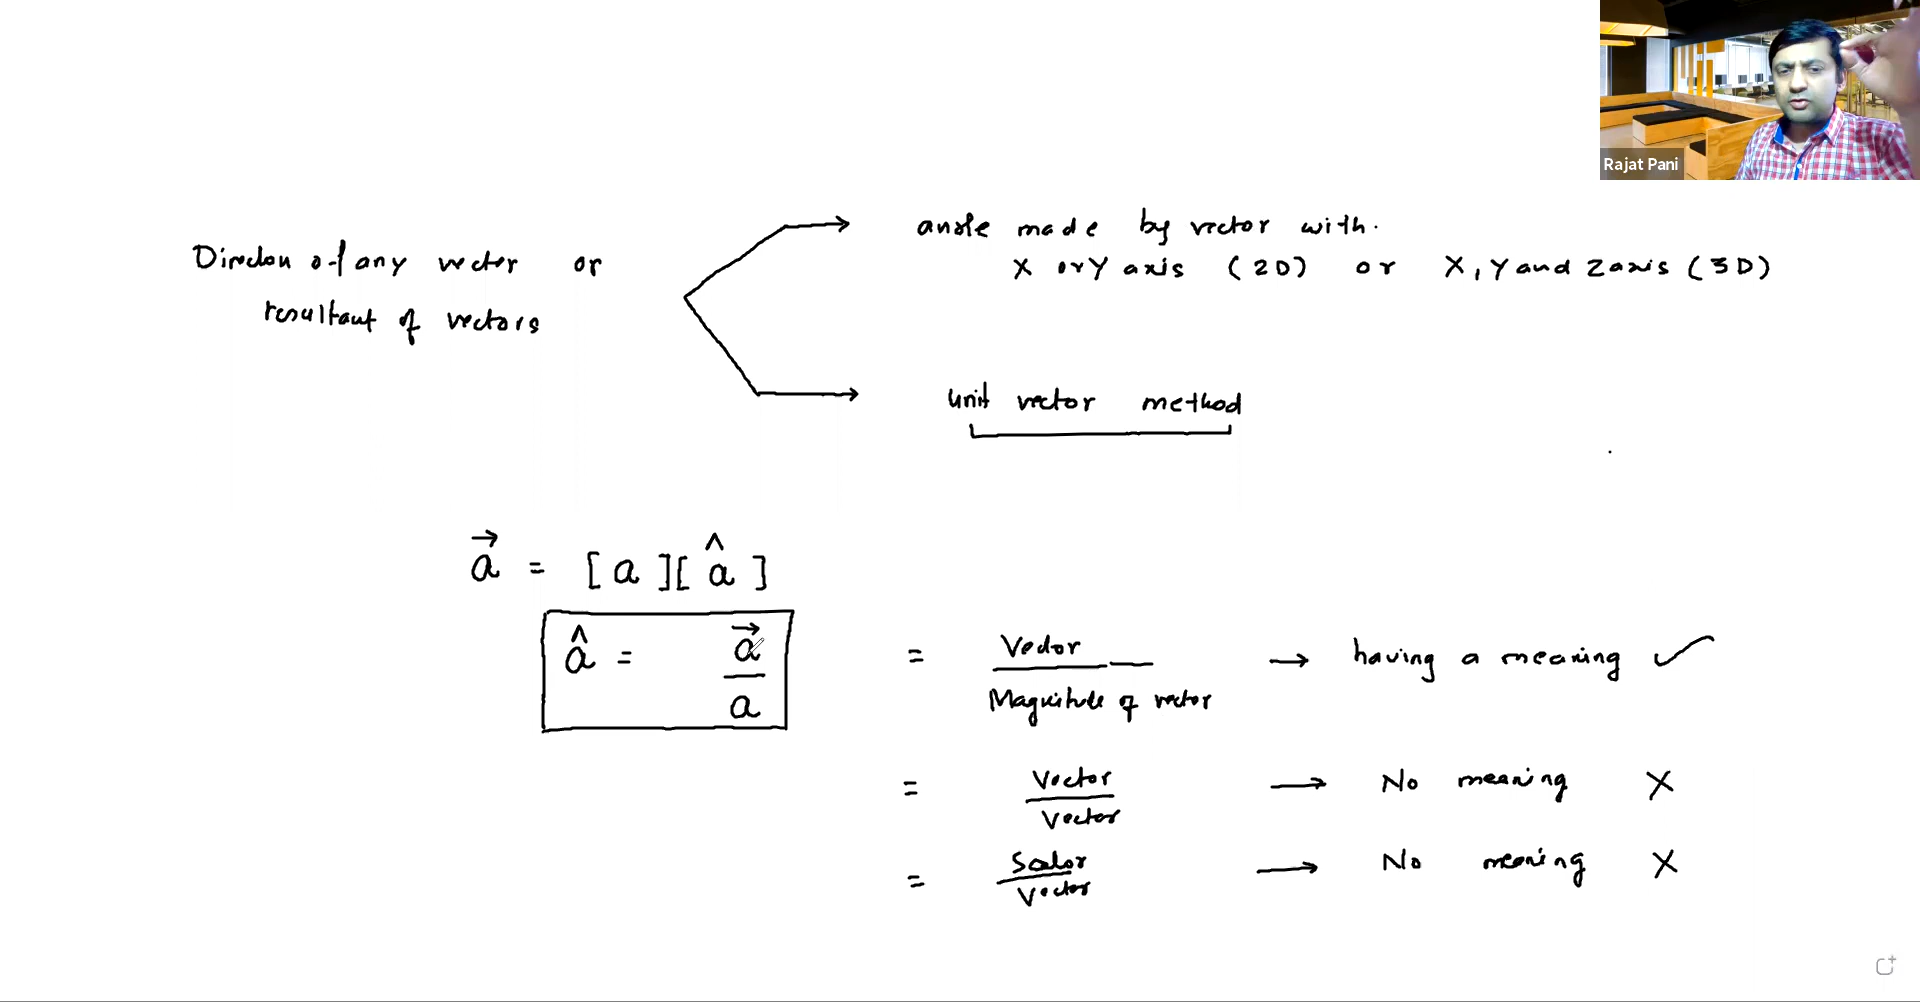 Rajat Pani
Direction of any vector or
resultant of vectors
angle made by vector with.
X or Y axis (2D) or X, Y and Z axis (3D)
unit vector method
a⃗ = [ a ][ â ]
â = a⃗ / a
= Vector / Magnitude of vector → having a meaning ✓
= Vector / Vector → No meaning X
= Scalar / Vector → No meaning X